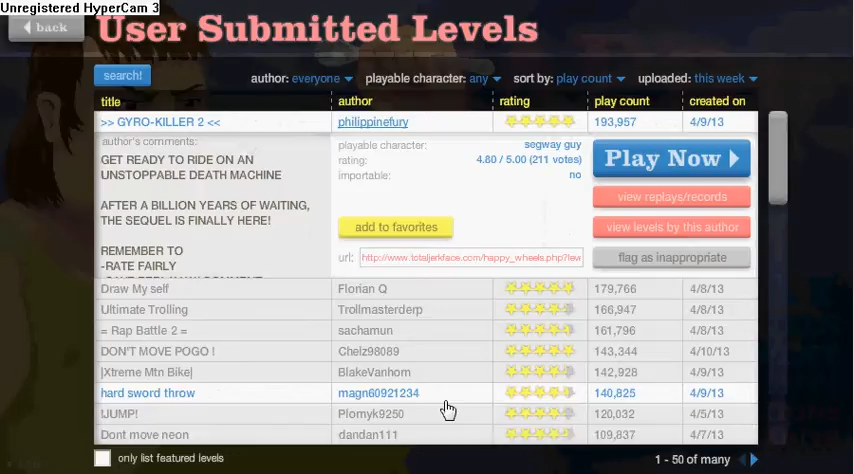 Unregistered HyperCam 3
back
User Submitted Levels
search!
author: everyone playable character: any sort by: play count uploaded: this week
title author rating play count created on
>> GYRO-KILLER 2 << philippinefury 193,957 4/9/13
author's comments:
GET READY TO RIDE ON AN
UNSTOPPABLE DEATH MACHINE
AFTER A BILLION YEARS OF WAITING,
THE SEQUEL IS FINALLY HERE!
REMEMBER TO
-RATE FAIRLY
playable character: segway guy
rating: 4.80 / 5.00 (211 votes)
importable: no
add to favorites
url: http://www.totaljerkface.com/happy_wheels.php?lev
Play Now
view replays/records
view levels by this author
flag as inappropriate
Draw My self Florian Q 179,766 4/8/13
Ultimate Trolling Trollmasterderp 166,947 4/8/13
= Rap Battle 2 = sachamun 161,796 4/8/13
DON'T MOVE POGO ! Chelz98089 143,344 4/10/13
|Xtreme Mtn Bike| BlakeVanhorn 142,928 4/9/13
hard sword throw magn60921234 140,825 4/9/13
!JUMP! Plomyk9250 120,032 4/5/13
Dont move neon dandan111 109,837 4/7/13
only list featured levels
1 - 50 of many